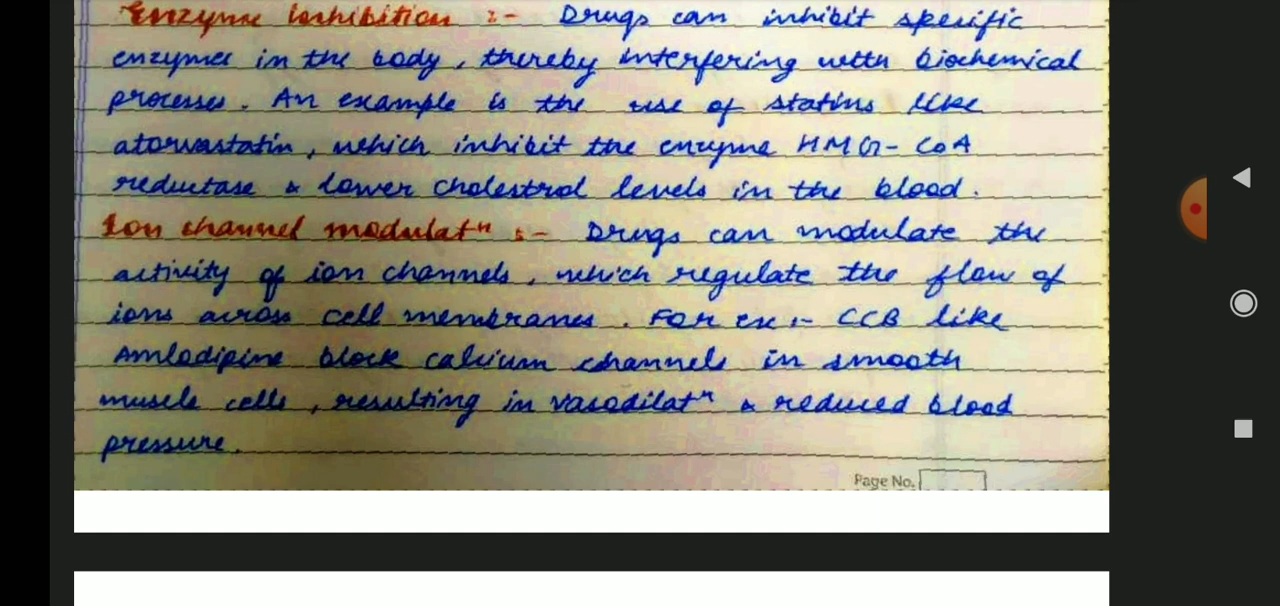 Enzyme inhibition :- Drugs can inhibit specific
enzymes in the body, thereby interfering with biochemical
processes. An example is the use of statins like
atorvastatin, which inhibit the enzyme HMG-CoA
reductase & lower cholestrol levels in the blood.
Ion channel modulatⁿ :- Drugs can modulate the
activity of ion channels, which regulate the flow of
ions across cell membranes. For ex :- CCB like
Amlodipine block calcium channels in smooth
muscle cells, resulting in vasodilatⁿ & reduced blood
pressure.
Page No.